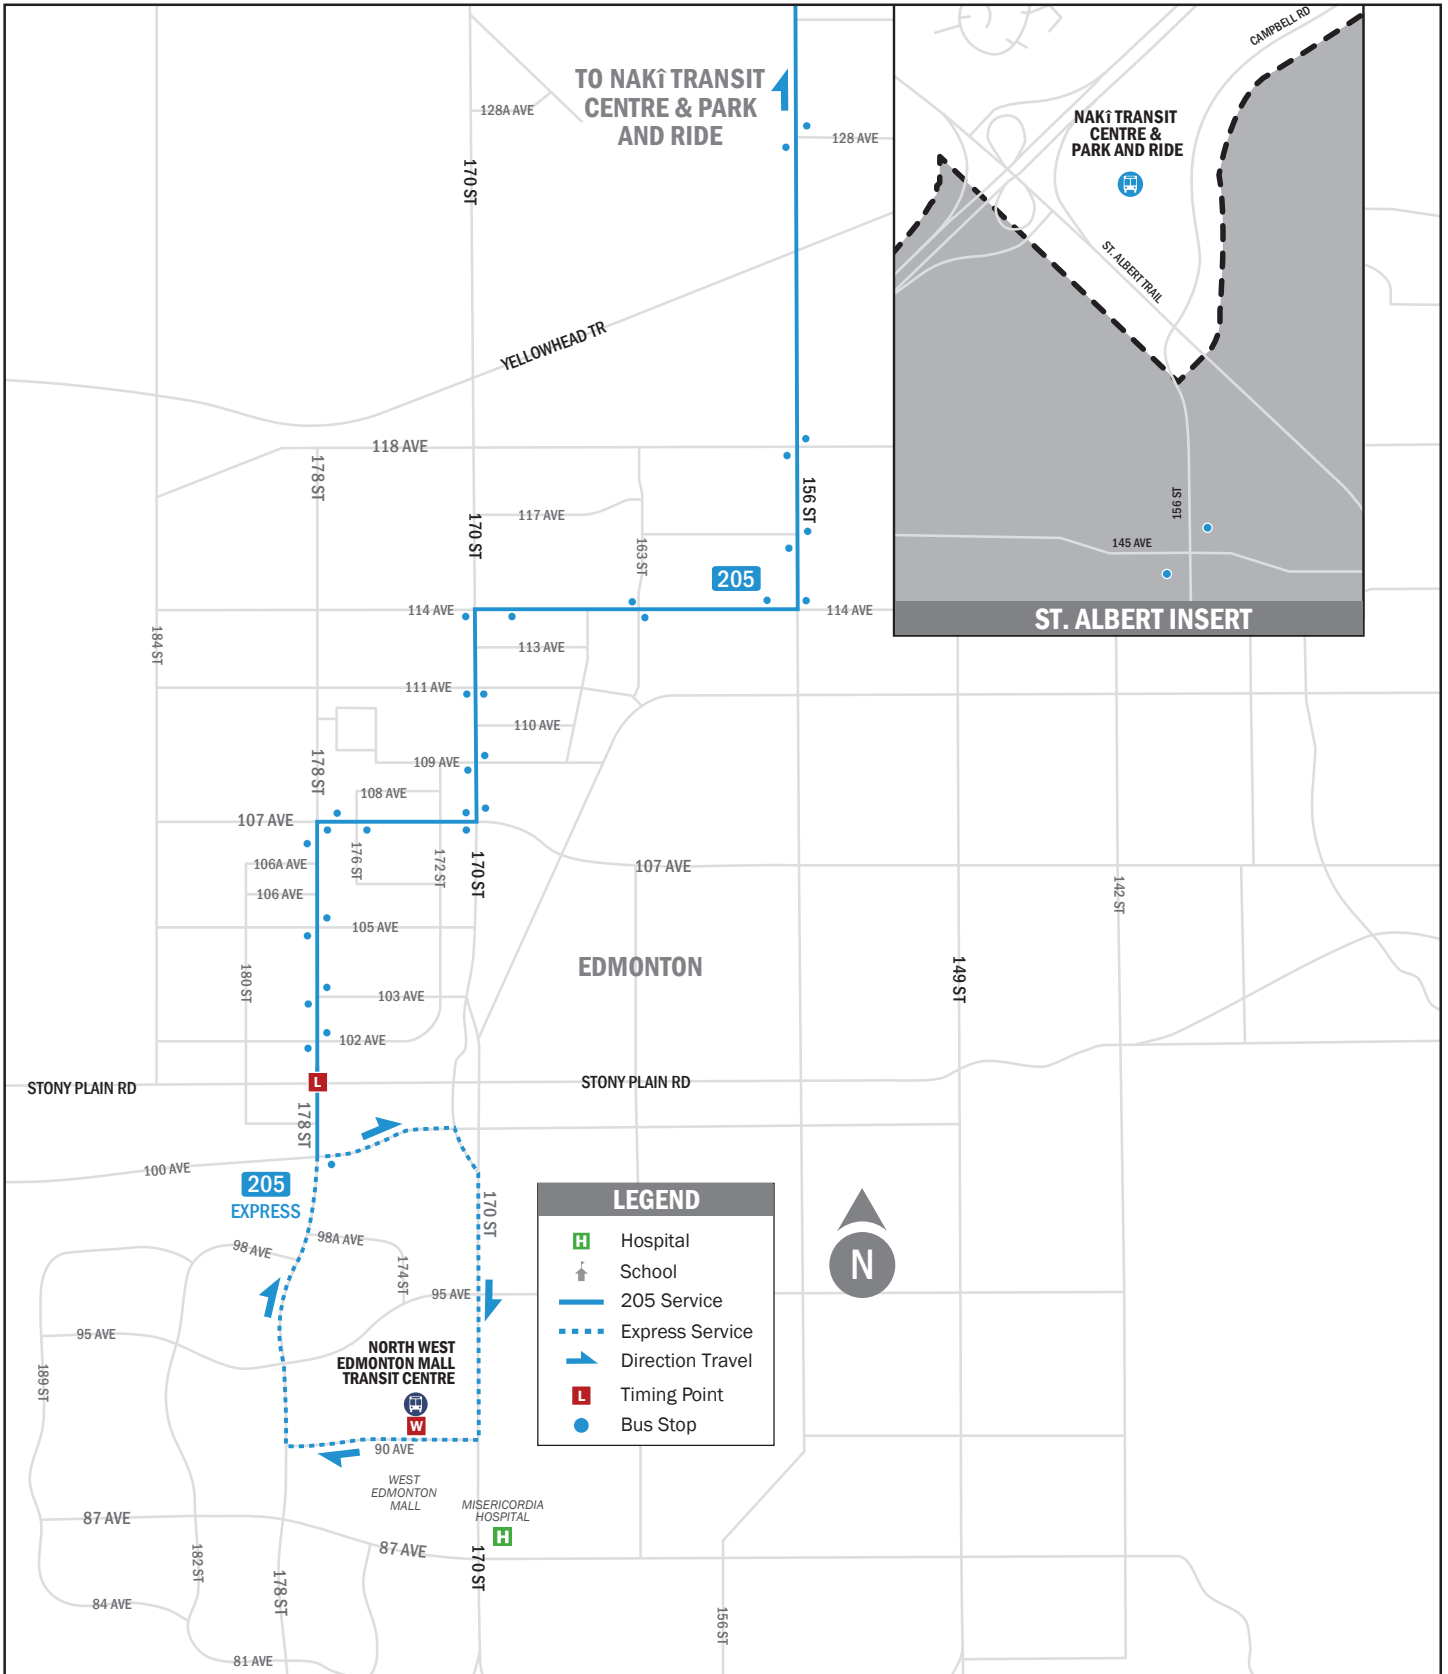 TO NAKî TRANSIT
CENTRE & PARK
AND RIDE
128A AVE
128 AVE
170 ST
YELLOWHEAD TR
CAMPBELL RD
NAKî TRANSIT
CENTRE &
PARK AND RIDE
ST. ALBERT TRAIL
156 ST
145 AVE
ST. ALBERT INSERT
118 AVE
178 ST
170 ST
117 AVE
163 ST
156 ST
205
114 AVE
114 AVE
184 ST
113 AVE
111 AVE
110 AVE
178 ST
109 AVE
108 AVE
107 AVE
106A AVE
176 ST
172 ST
170 ST
107 AVE
106 AVE
142 ST
105 AVE
EDMONTON
180 ST
149 ST
103 AVE
102 AVE
STONY PLAIN RD
L
STONY PLAIN RD
178 ST
100 AVE
205
EXPRESS
170 ST
98 AVE
98A AVE
174 ST
95 AVE
95 AVE
189 ST
NORTH WEST
EDMONTON MALL
TRANSIT CENTRE
W
90 AVE
WEST
EDMONTON
MALL
MISERICORDIA
HOSPITAL
H
87 AVE
87 AVE
182 ST
178 ST
170 ST
84 AVE
156 ST
81 AVE
LEGEND
H Hospital
School
205 Service
Express Service
Direction Travel
L Timing Point
Bus Stop
N